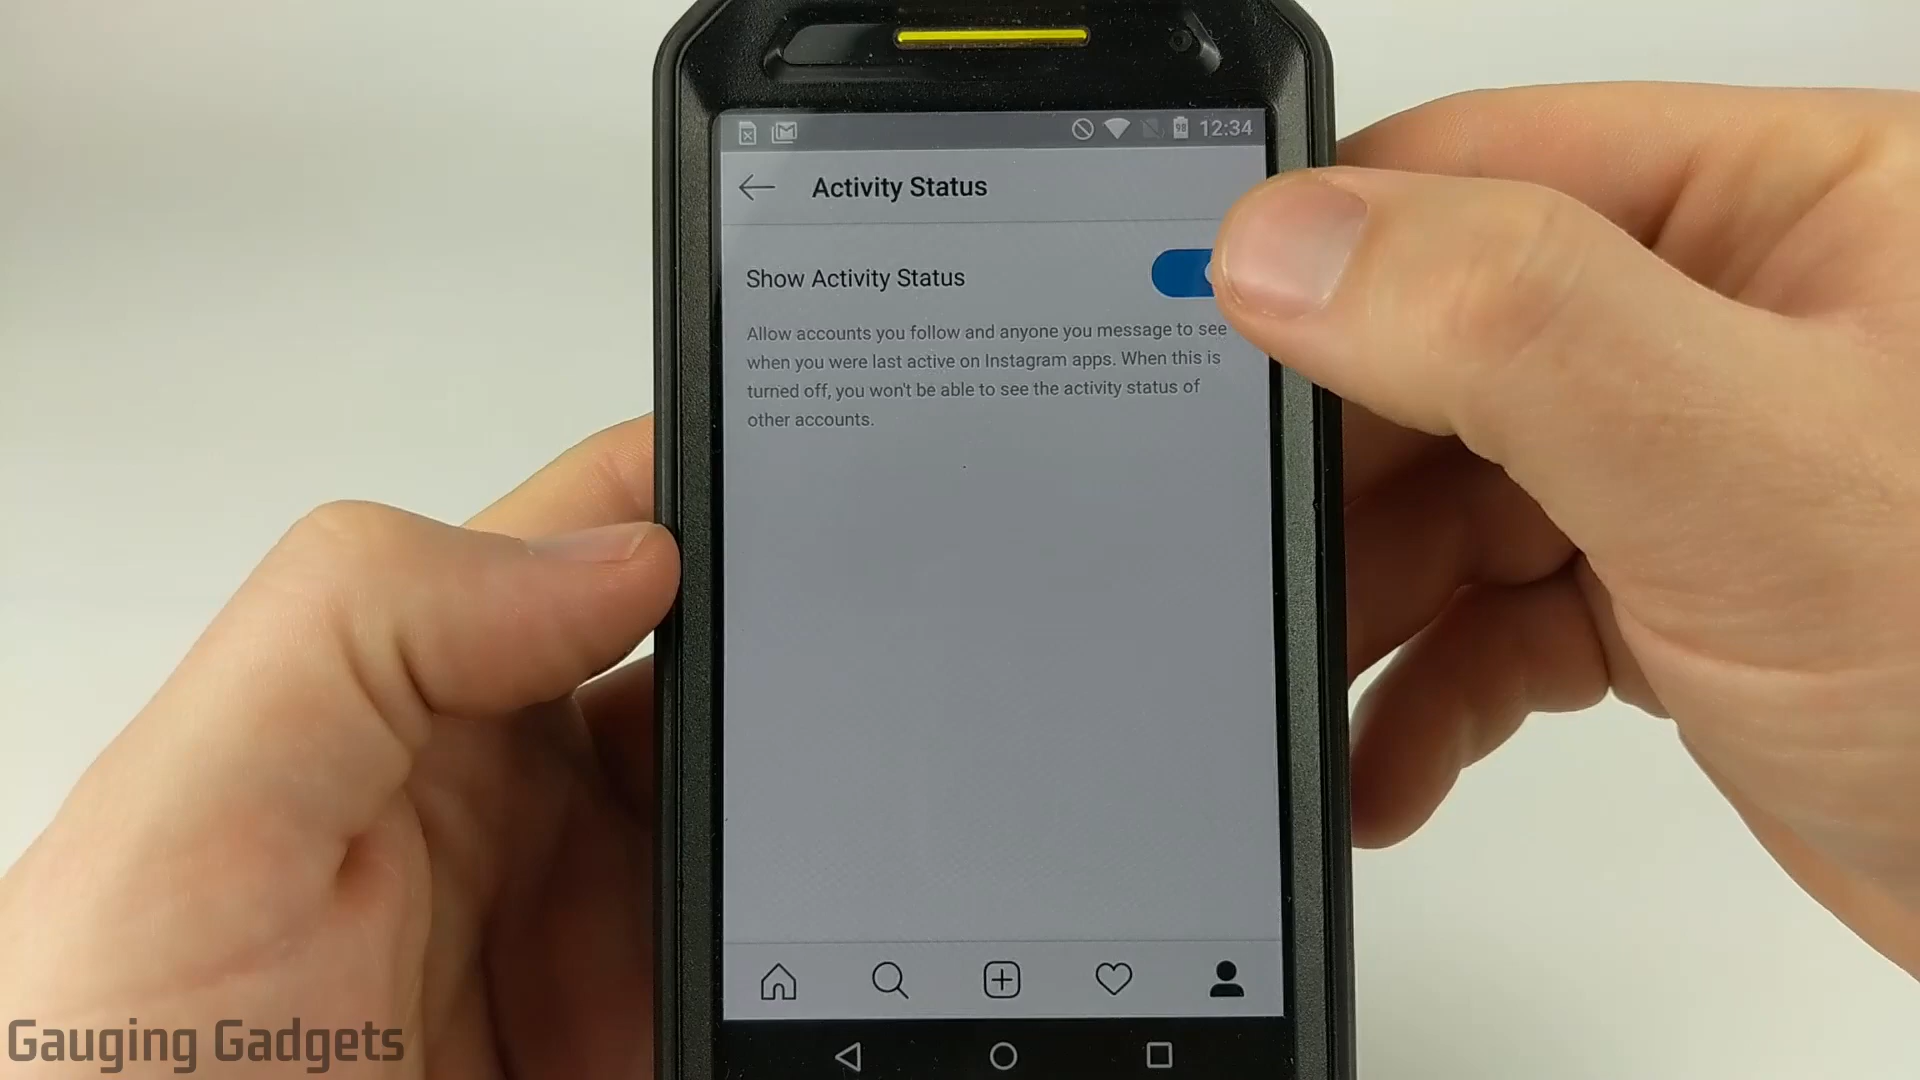 98 12:34
Activity Status
Show Activity Status
Allow accounts you follow and anyone you message to see
when you were last active on Instagram apps. When this is
turned off, you won't be able to see the activity status of
other accounts.
Gauging Gadgets